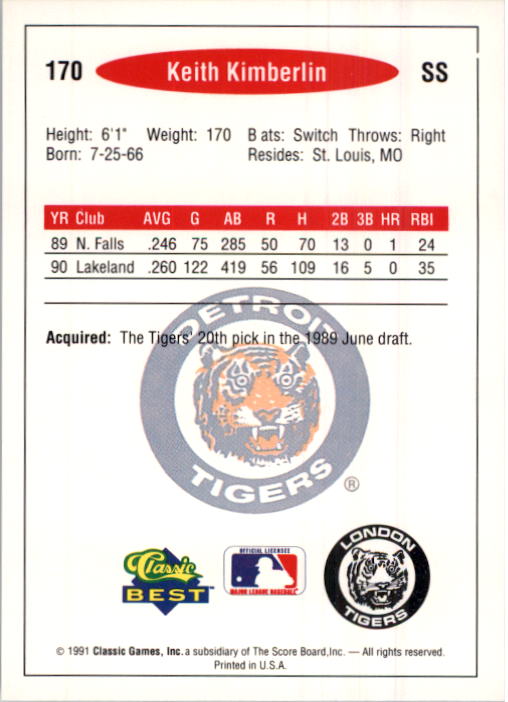 170 Keith Kimberlin SS
Height: 6'1" Weight: 170 Bats: Switch Throws: Right
Born: 7-25-66 Resides: St. Louis, MO
YR Club AVG G AB R H 2B 3B HR RBI
89 N. Falls .246 75 285 50 70 13 0 1 24
90 Lakeland .260 122 419 56 109 16 5 0 35
DETROIT
Acquired: The Tigers' 20th pick in the 1989 June draft.
TIGERS
®
Classic
BEST
OFFICIAL LICENSEE
MAJOR LEAGUE BASEBALL
LONDON
TIGERS
© 1991 Classic Games, Inc. a subsidiary of The Score Board,Inc. — All rights reserved.
Printed in U.S.A.